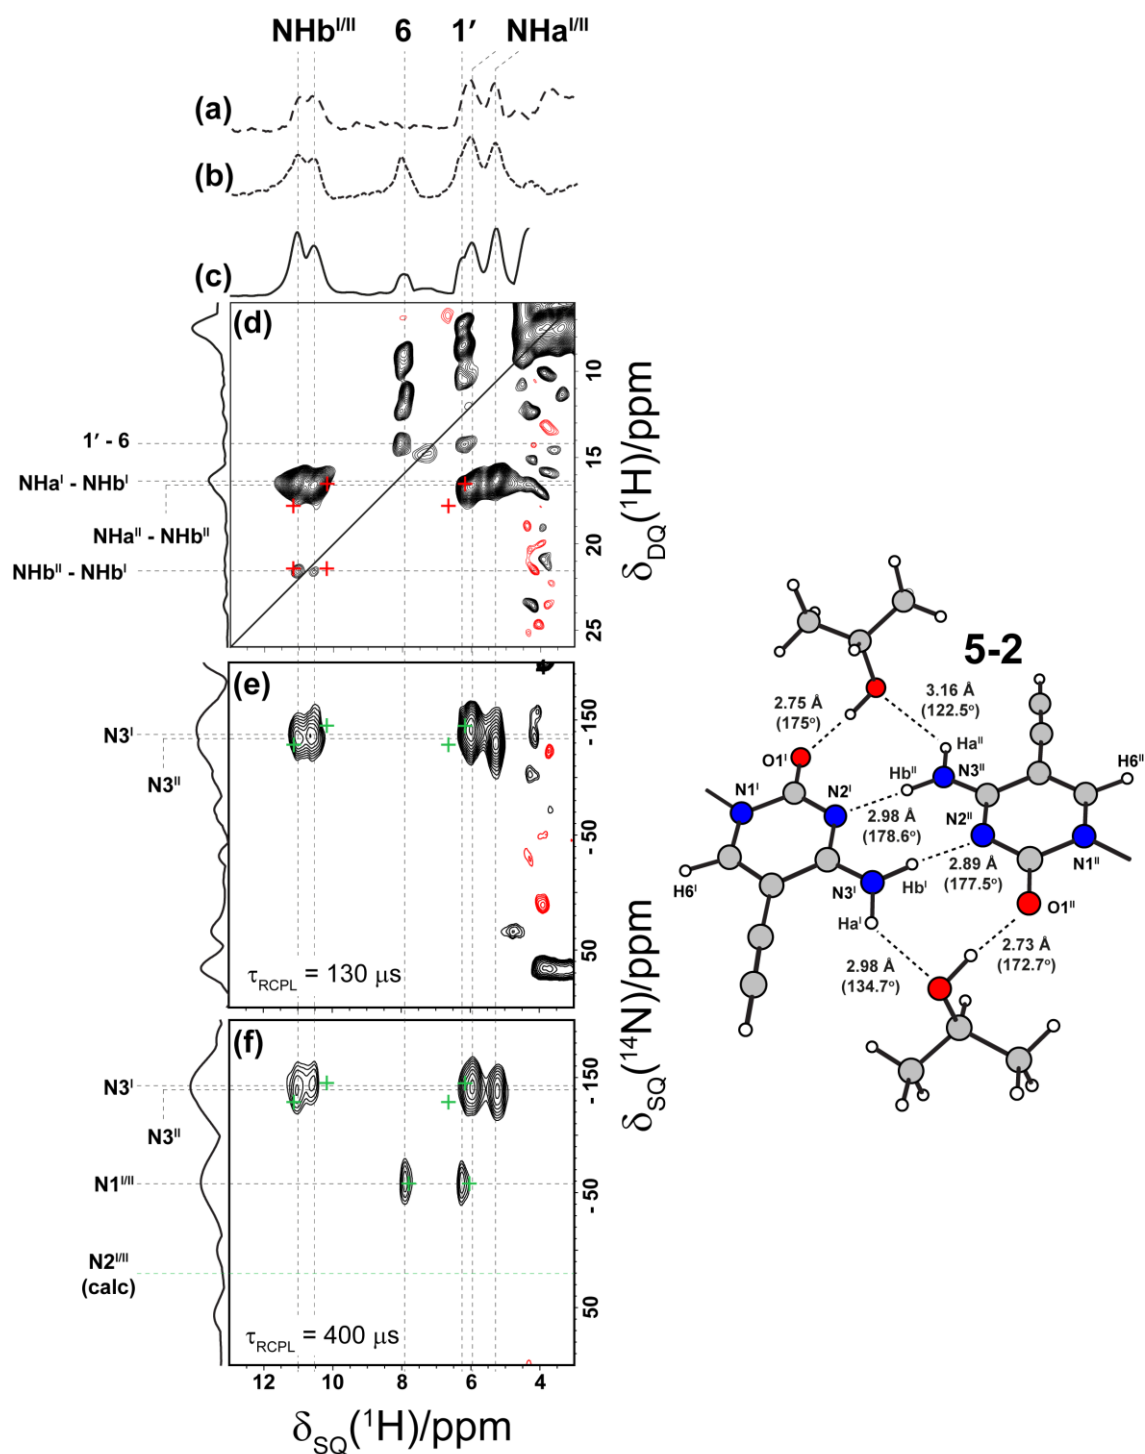 NHbᴵ/ᴵᴵ 6 1′ NHaᴵ/ᴵᴵ
(a)
(b)
(c)
(d)
10
15
20
25
δDQ(¹H)/ppm
1′ - 6
NHaᴵ - NHbᴵ
NHaᴵᴵ - NHbᴵᴵ
NHbᴵᴵ - NHbᴵ
(e)
N3ᴵ
N3ᴵᴵ
- 150
- 50
50
τRCPL = 130 μs
δSQ(¹⁴N)/ppm
(f)
N3ᴵ
N3ᴵᴵ
N1ᴵ/ᴵᴵ
N2ᴵ/ᴵᴵ
(calc)
- 150
- 50
50
τRCPL = 400 μs
12 10 8 6 4
δSQ(¹H)/ppm
5-2
2.75 Å
(175°)
3.16 Å
(122.5°)
O1ᴵ
Haᴵᴵ
Hbᴵᴵ
N3ᴵᴵ
H6ᴵᴵ
N1ᴵ
N2ᴵ
2.98 Å
(178.6°)
N2ᴵᴵ
N1ᴵᴵ
2.89 Å
(177.5°)
H6ᴵ
N3ᴵ
Hbᴵ
Haᴵ
O1ᴵᴵ
2.98 Å
(134.7°)
2.73 Å
(172.7°)